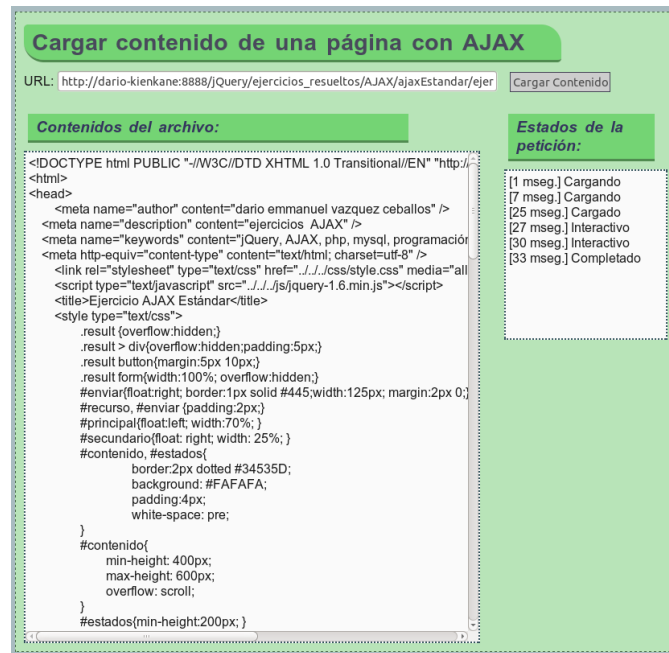 Cargar contenido de una página con AJAX
URL: http://dario-kienkane:8888/jQuery/ejercicios_resueltos/AJAX/ajaxEstandar/ejer Cargar Contenido
Contenidos del archivo:
<!DOCTYPE html PUBLIC "-//W3C//DTD XHTML 1.0 Transitional//EN" "http:/
<html>
<head>
<meta name="author" content="dario emmanuel vazquez ceballos" />
<meta name="description" content="ejercicios AJAX" />
<meta name="keywords" content="jQuery, AJAX, php, mysql, programación
<meta http-equiv="content-type" content="text/html; charset=utf-8" />
<link rel="stylesheet" type="text/css" href="../../../css/style.css" media="all
<script type="text/javascript" src="../../../js/jquery-1.6.min.js"></script>
<title>Ejercicio AJAX Estándar</title>
<style type="text/css">
.result {overflow:hidden;}
.result > div{overflow:hidden;padding:5px;}
.result button{margin:5px 10px;}
.result form{width:100%; overflow:hidden;}
#enviar{float:right; border:1px solid #445;width:125px; margin:2px 0;}
#recurso, #enviar {padding:2px;}
#principal{float:left; width:70%; }
#secundario{float: right; width: 25%; }
#contenido, #estados{
border:2px dotted #34535D;
background: #FAFAFA;
padding:4px;
white-space: pre;
}
#contenido{
min-height: 400px;
max-height: 600px;
overflow: scroll;
}
#estados{min-height:200px; }
Estados de la
petición:
[1 mseg.] Cargando
[7 mseg.] Cargando
[25 mseg.] Cargado
[27 mseg.] Interactivo
[30 mseg.] Interactivo
[33 mseg.] Completado